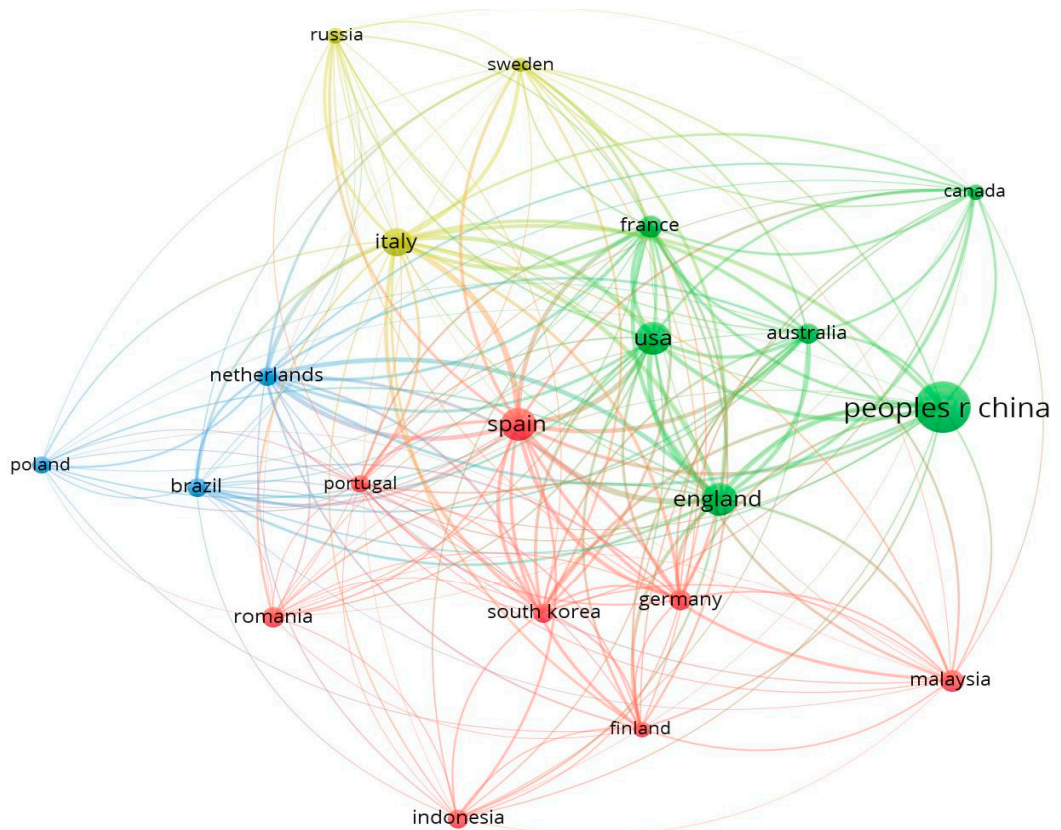 russia
sweden
canada
france
italy
australia
usa
netherlands
peoples r china
spain
poland
portugal
brazil
england
germany
south korea
romania
malaysia
finland
indonesia